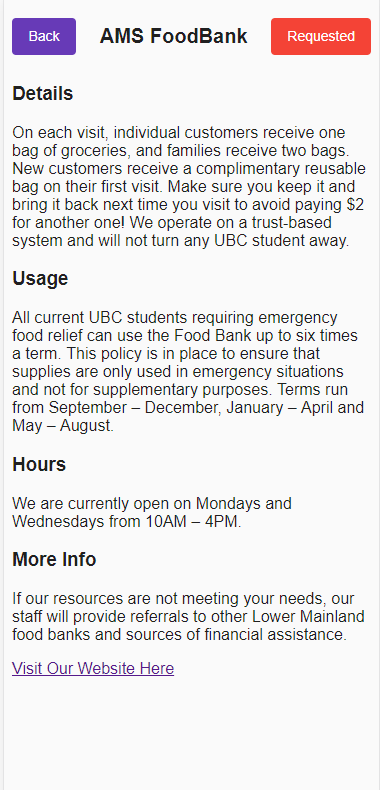 Back
AMS FoodBank
Requested
Details
On each visit, individual customers receive one
bag of groceries, and families receive two bags.
New customers receive a complimentary reusable
bag on their first visit. Make sure you keep it and
bring it back next time you visit to avoid paying $2
for another one! We operate on a trust-based
system and will not turn any UBC student away.
Usage
All current UBC students requiring emergency
food relief can use the Food Bank up to six times
a term. This policy is in place to ensure that
supplies are only used in emergency situations
and not for supplementary purposes. Terms run
from September – December, January – April and
May – August.
Hours
We are currently open on Mondays and
Wednesdays from 10AM – 4PM.
More Info
If our resources are not meeting your needs, our
staff will provide referrals to other Lower Mainland
food banks and sources of financial assistance.
Visit Our Website Here